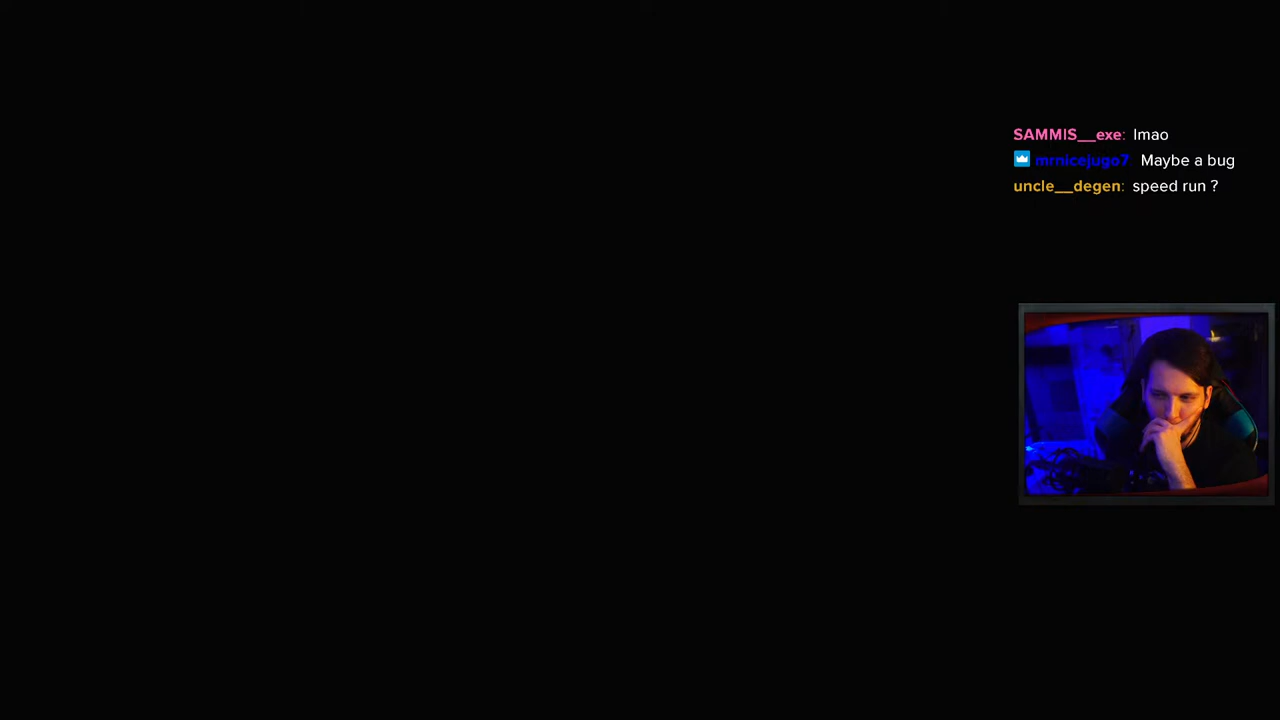 SAMMIS__exe: lmao
mrnicejugo7: Maybe a bug
uncle__degen: speed run ?